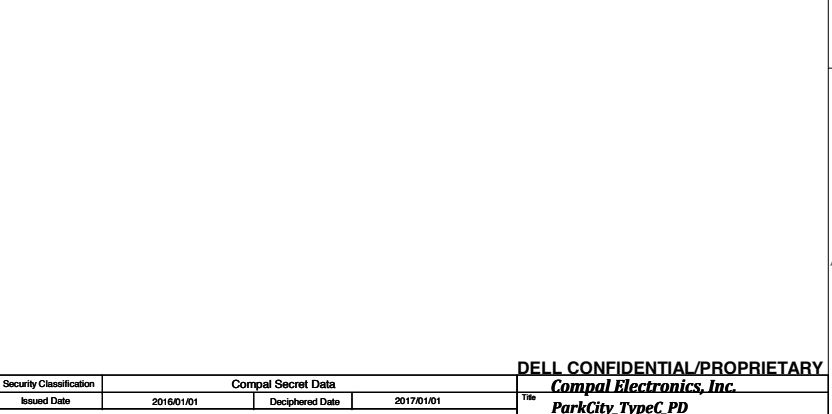 DELL CONFIDENTIAL/PROPRIETARY
Security Classification Compal Secret Data Compal Electronics, Inc.
Issued Date 2016/01/01 Deciphered Date 2017/01/01 Title
ParkCity_TypeC_PD